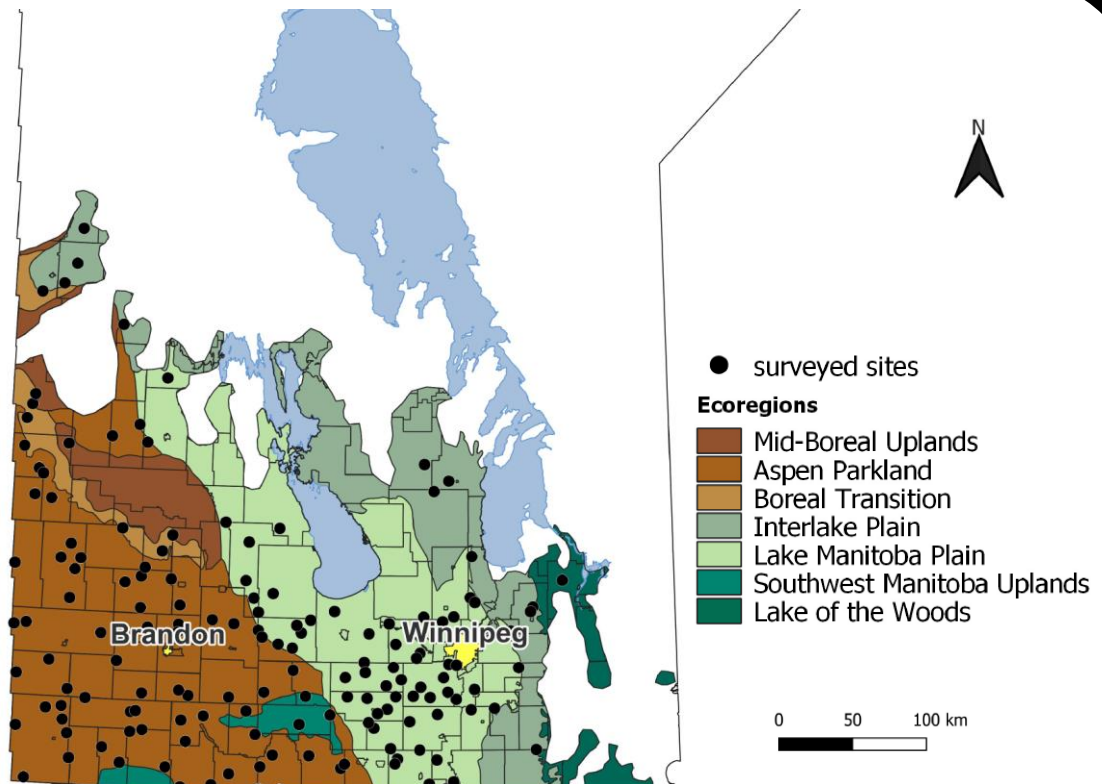 N
surveyed sites
Ecoregions
Mid-Boreal Uplands
Aspen Parkland
Boreal Transition
Interlake Plain
Lake Manitoba Plain
Southwest Manitoba Uplands
Lake of the Woods
Brandon
Winnipeg
0 50 100 km